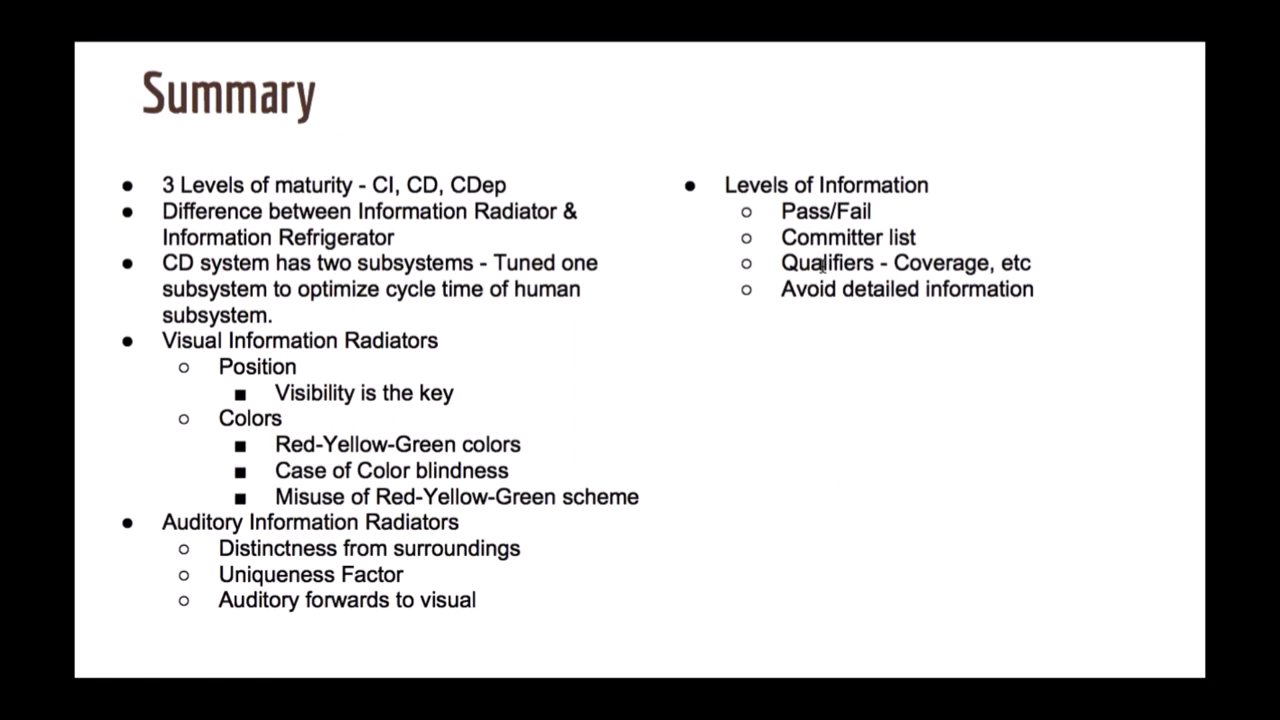 Summary
3 Levels of maturity - CI, CD, CDep
Difference between Information Radiator &
Information Refrigerator
CD system has two subsystems - Tuned one
subsystem to optimize cycle time of human
subsystem.
Visual Information Radiators
Position
Visibility is the key
Colors
Red-Yellow-Green colors
Case of Color blindness
Misuse of Red-Yellow-Green scheme
Auditory Information Radiators
Distinctness from surroundings
Uniqueness Factor
Auditory forwards to visual
Levels of Information
Pass/Fail
Committer list
Qualifiers - Coverage, etc
Avoid detailed information